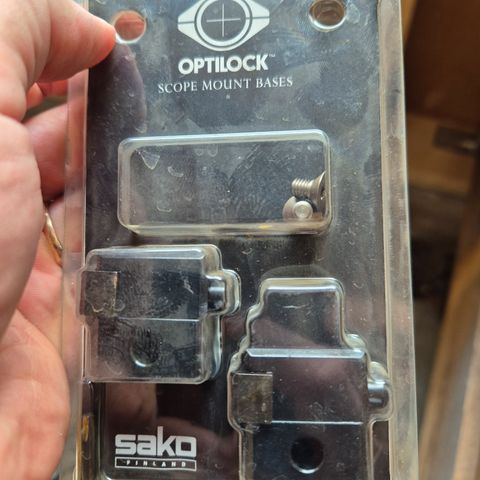 OPTILOCK™
SCOPE MOUNT BASES
sako
FINLAND